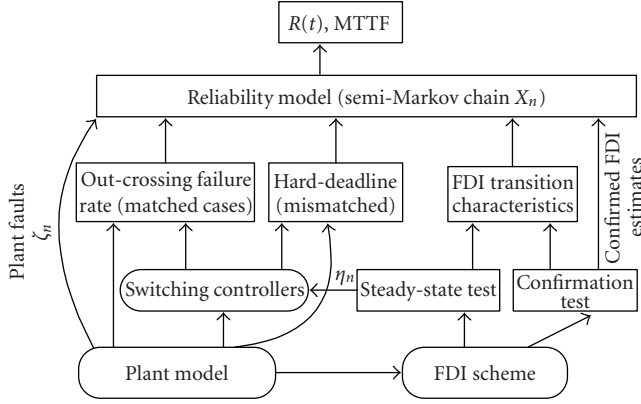 R(t), MTTF
Reliability model (semi-Markov chain Xn)
Plant faults
ζn
Out-crossing failure
rate (matched cases)
Hard-deadline
(mismatched)
FDI transition
characteristics
Confirmed FDI
estimates
Switching controllers
ηn
Steady-state test
Confirmation
test
Plant model
FDI scheme